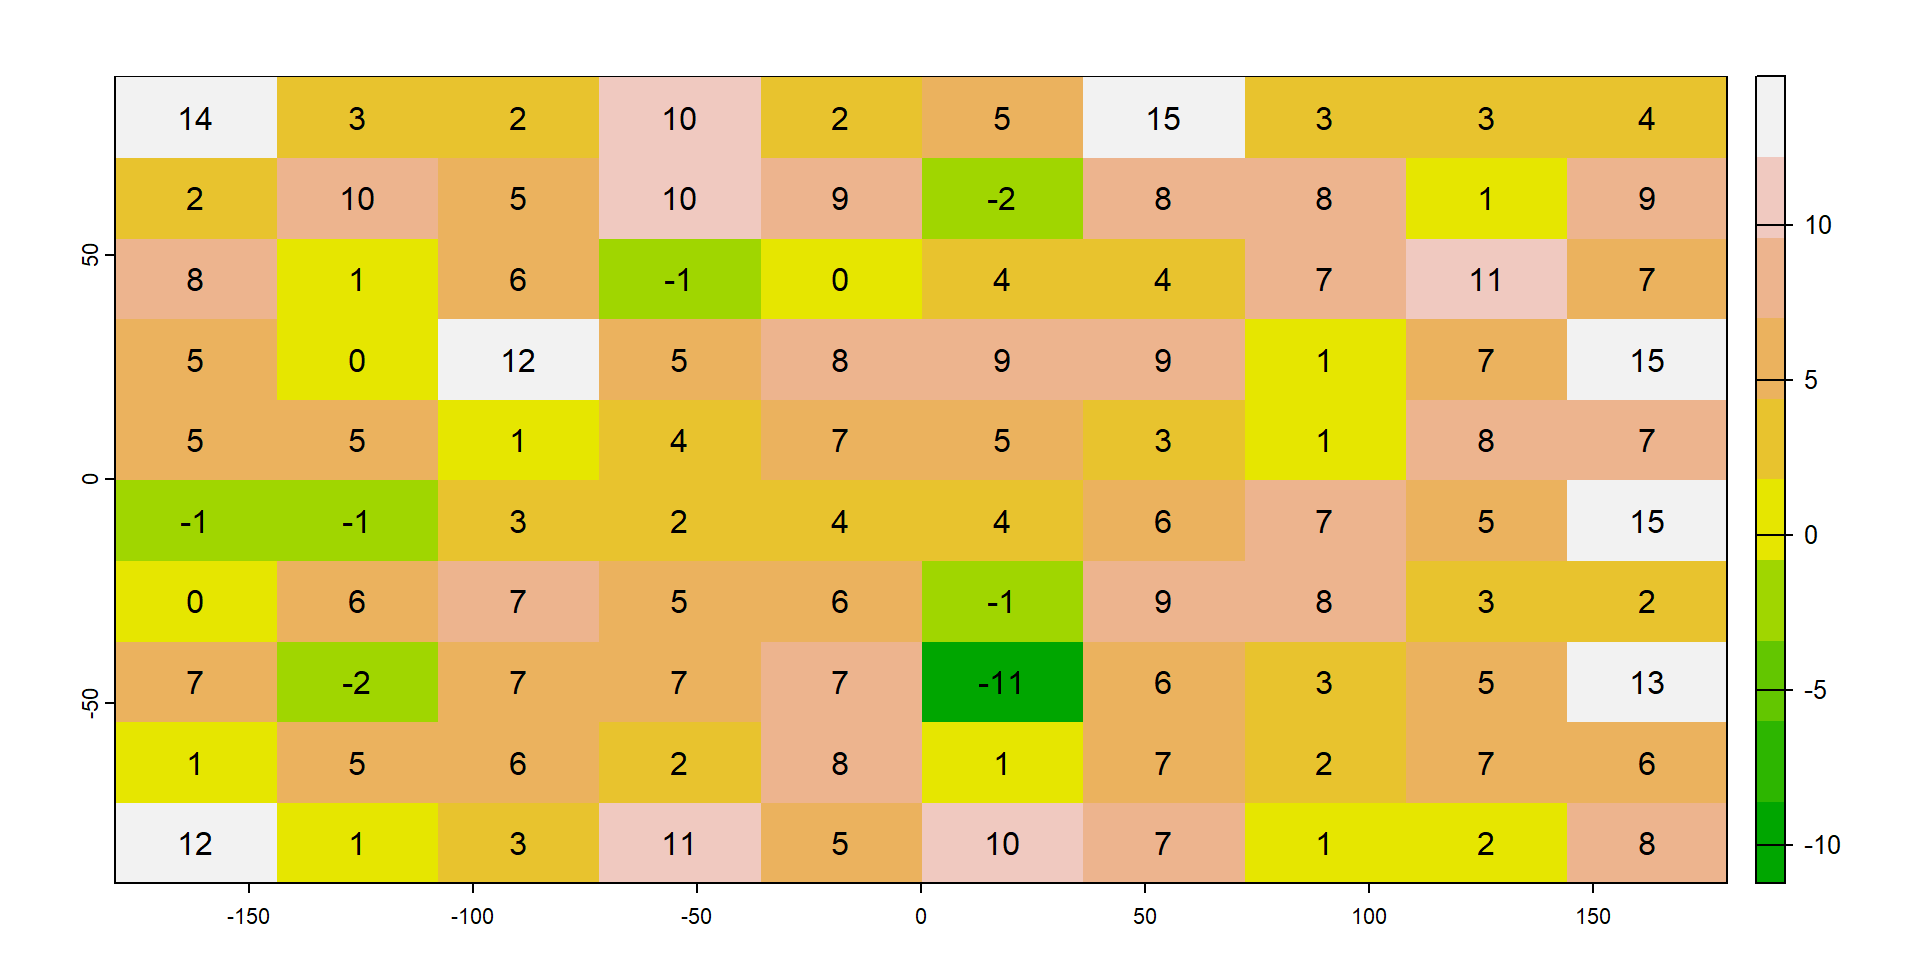 14 3 2 10 2 5 15 3 3 4
2 10 5 10 9 -2 8 8 1 9
10
50
8 1 6 -1 0 4 4 7 11 7
5 0 12 5 8 9 9 1 7 15
5
5 5 1 4 7 5 3 1 8 7
0
-1 -1 3 2 4 4 6 7 5 15
0
0 6 7 5 6 -1 9 8 3 2
7 -2 7 7 7 -11 6 3 5 13
-5
-50
1 5 6 2 8 1 7 2 7 6
12 1 3 11 5 10 7 1 2 8
-10
-150 -100 -50 0 50 100 150